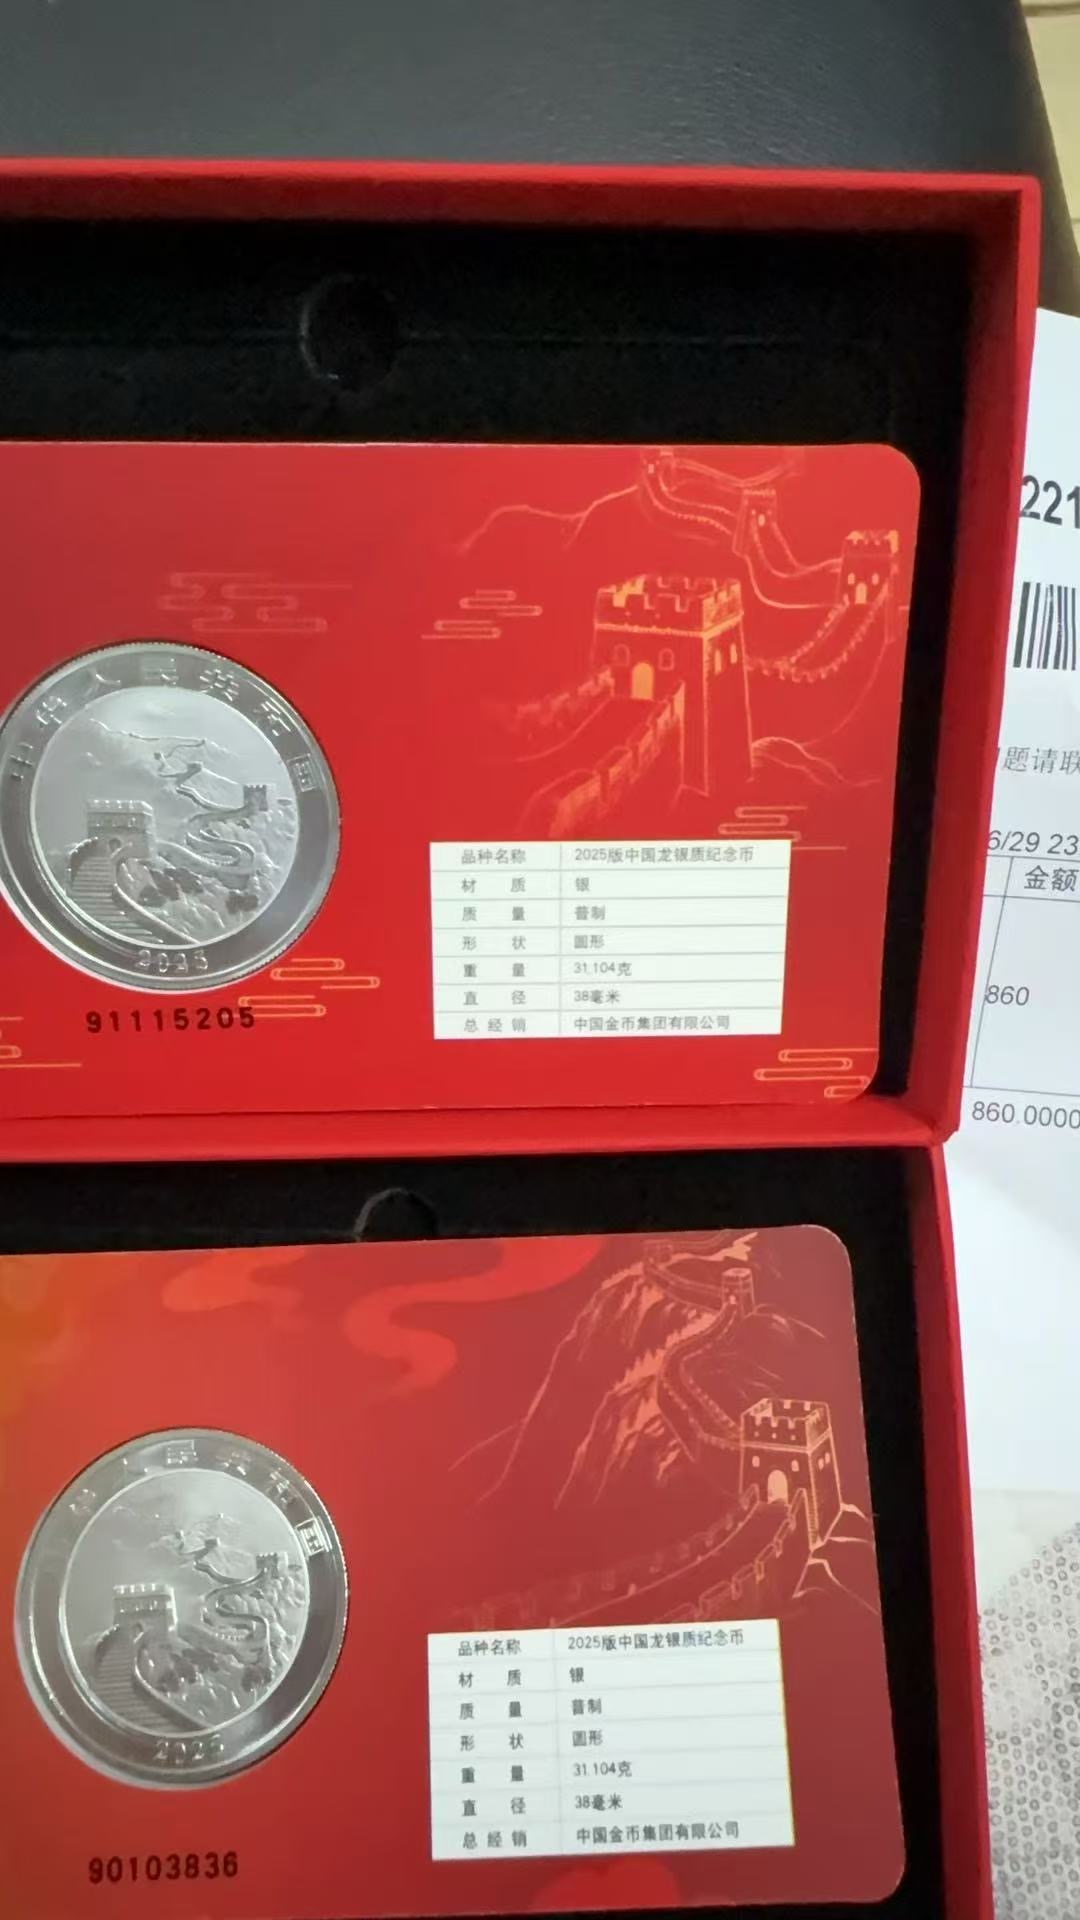 中华人民共和国
2025
91115205
品种名称 2025版中国龙银质纪念币
材 质 银
质 量 普制
形 状 圆形
重 量 31.104克
直 径 38毫米
总 经 销 中国金币集团有限公司
221
题请联
6/29 23
金额
860
860.0000
人民共和国
2025
90103836
品种名称 2025版中国龙银质纪念币
材 质 银
质 量 普制
形 状 圆形
重 量 31.104克
直 径 38毫米
总 经 销 中国金币集团有限公司